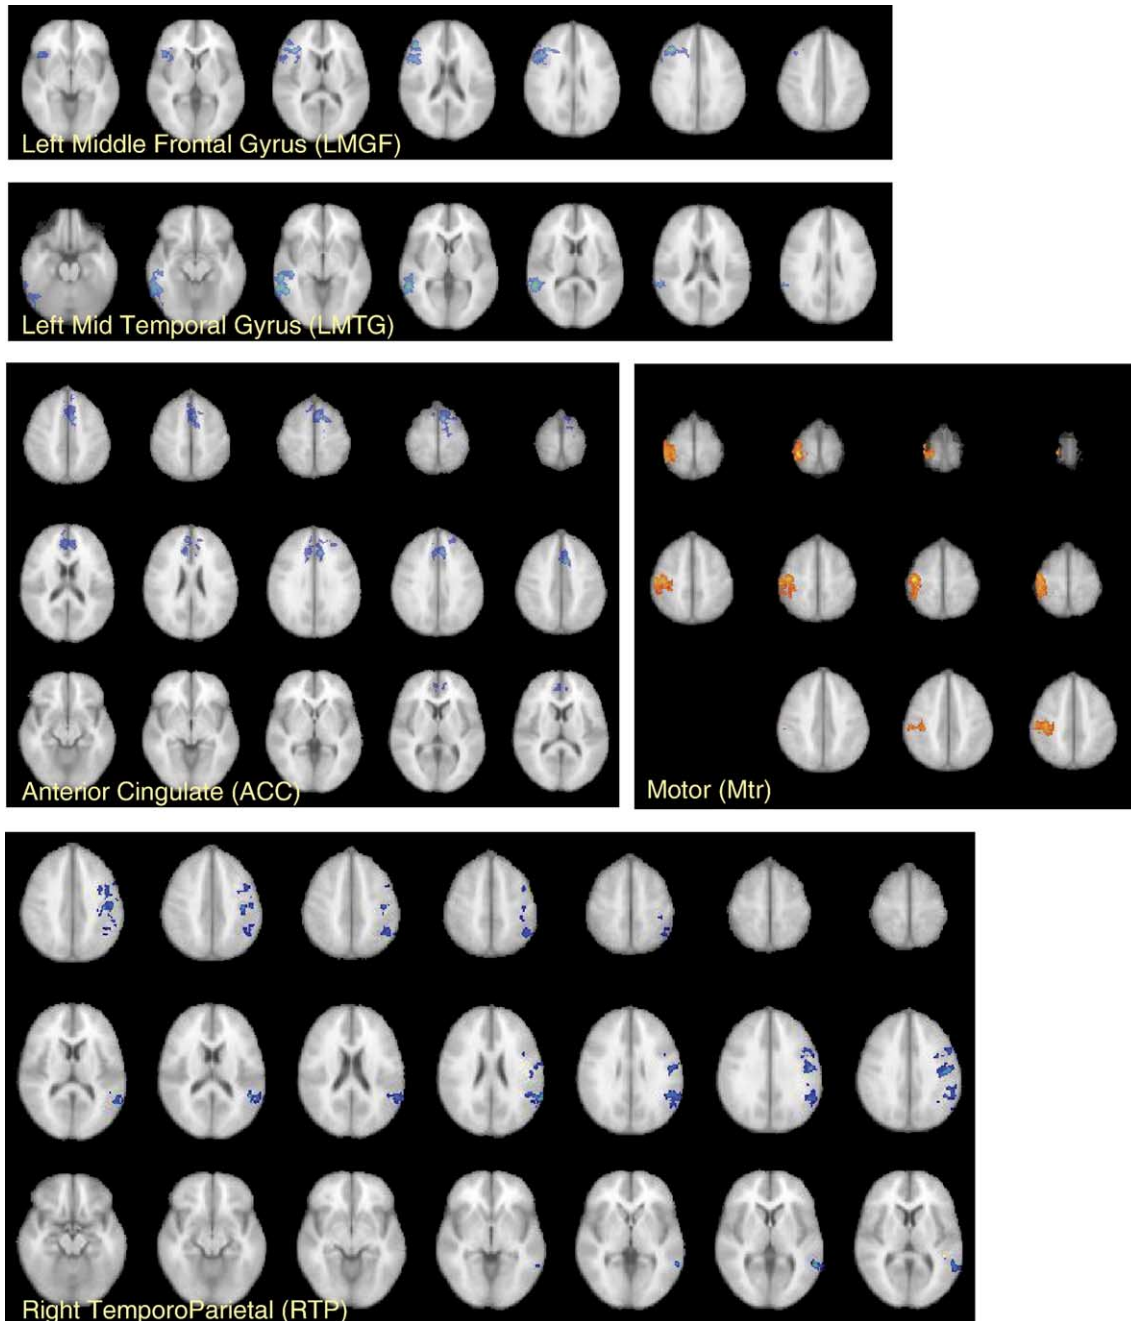 Left Middle Frontal Gyrus (LMGF)
Left Mid Temporal Gyrus (LMTG)
Anterior Cingulate (ACC)
Motor (Mtr)
Right TemporoParietal (RTP)